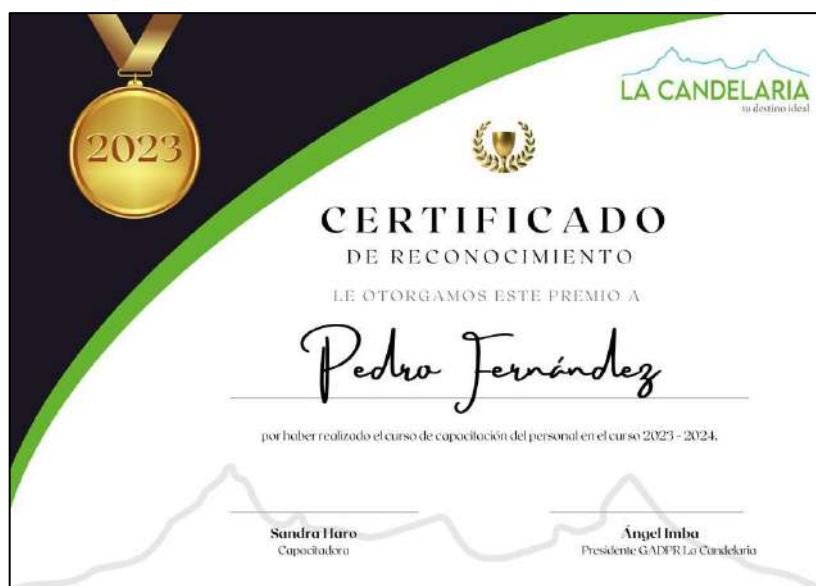 2023
LA CANDELARIA
tu destino ideal
CERTIFICADO
DE RECONOCIMIENTO
LE OTORGAMOS ESTE PREMIO A
Pedro Fernández
por haber realizado el curso de capacitación del personal en el curso 2023 - 2024.
Sandra Haro
Capacitadora
Ángel Imba
Presidente GADPR La Candelaria